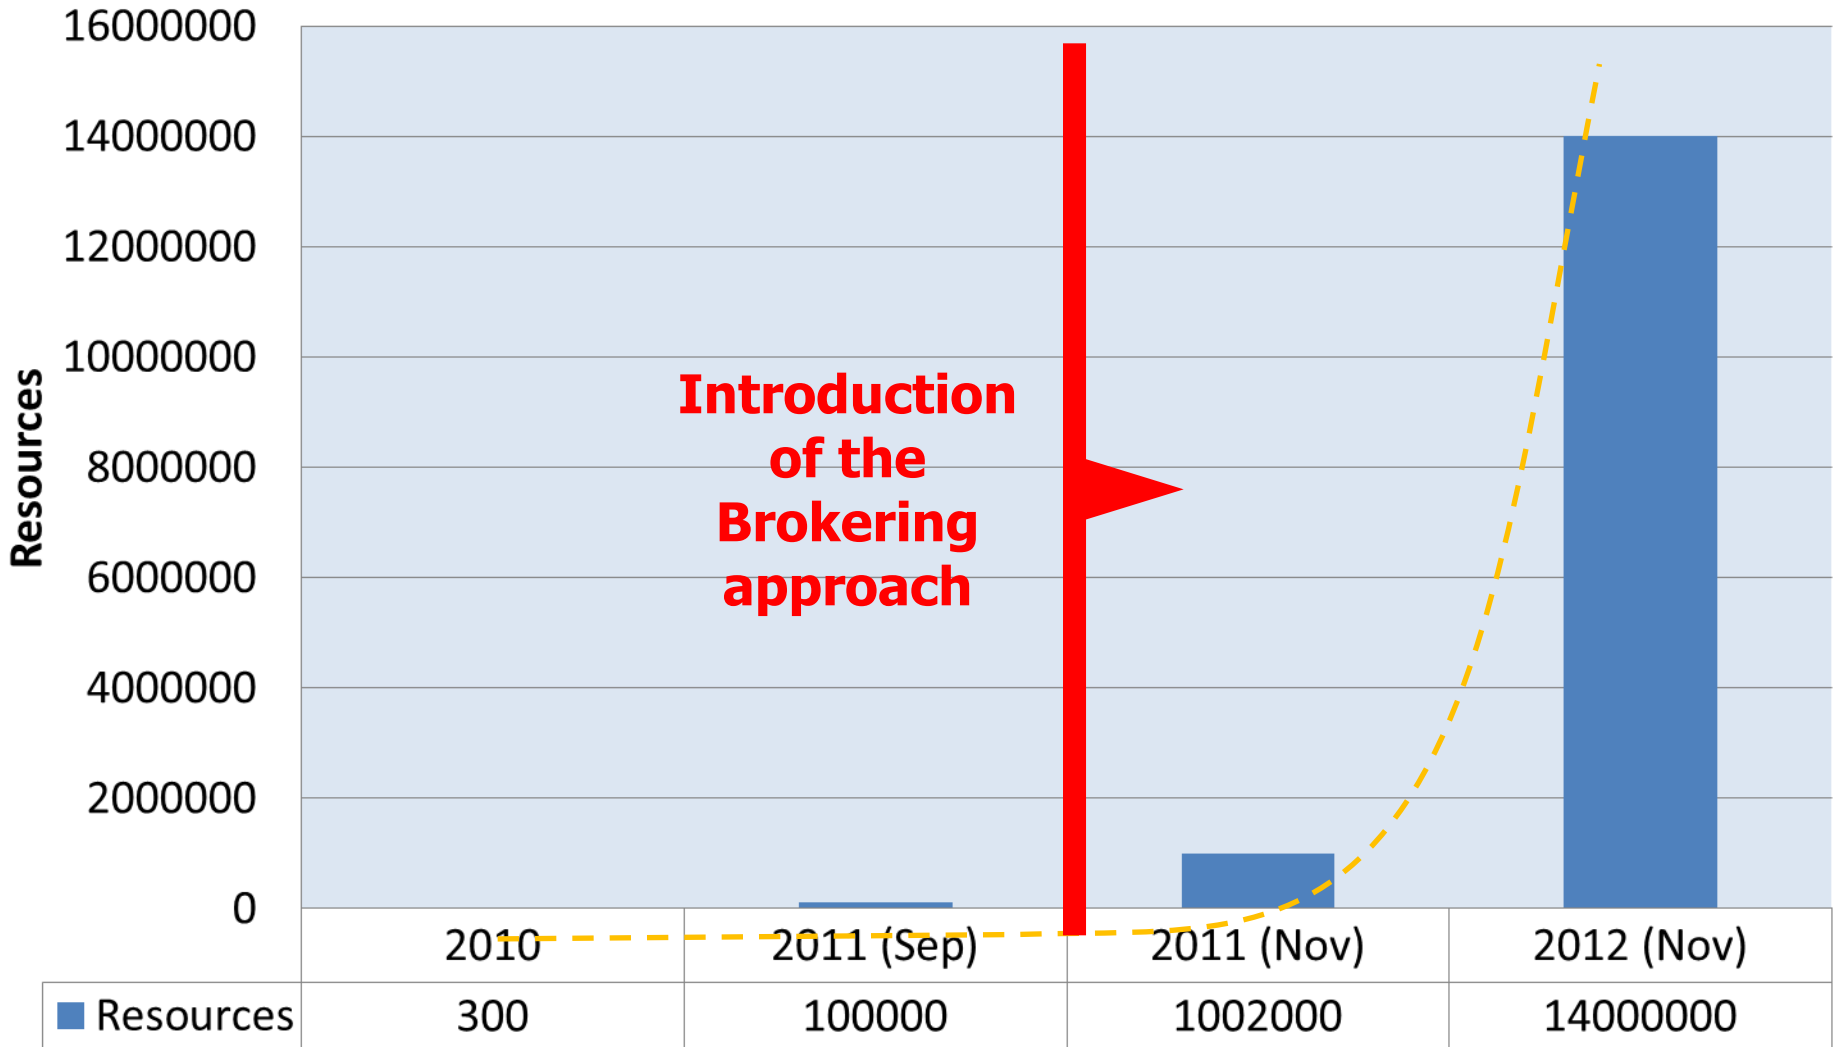 16000000
14000000
12000000
10000000
8000000
6000000
4000000
2000000
0
Resources
Introduction
of the
Brokering
approach
2010 2011 (Sep) 2011 (Nov) 2012 (Nov)
Resources 300 100000 1002000 14000000